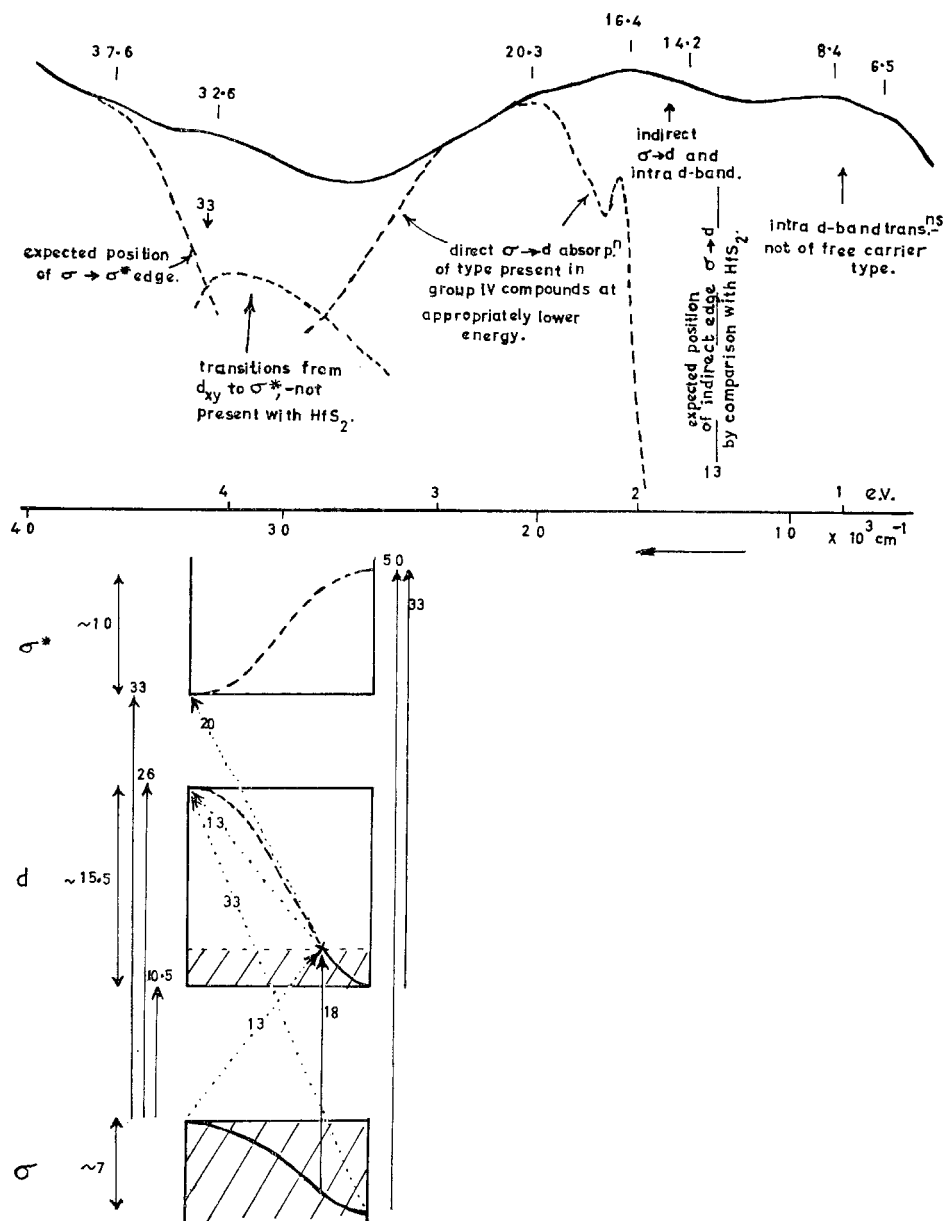 37·6
32·6
20·3
16·4
14·2
8·4
6·5
33
expected position
of σ → σ* edge.
transitions from
dxy to σ*,-not
present with HfS2.
direct σ→d absorp.n
of type present in
group IV compounds at
appropriately lower
energy.
indirect
σ→d and
intra d-band.
expected position
of indirect edge σ→d
by comparison with HfS2.
13
intra d-band trans.ns
not of free carrier
type.
4
3
2
1
e.v.
40
30
20
10
x 10³cm⁻¹
σ*
~10
33
50
33
20
26
d
~15·5
13
33
10·5
13
18
σ
~7